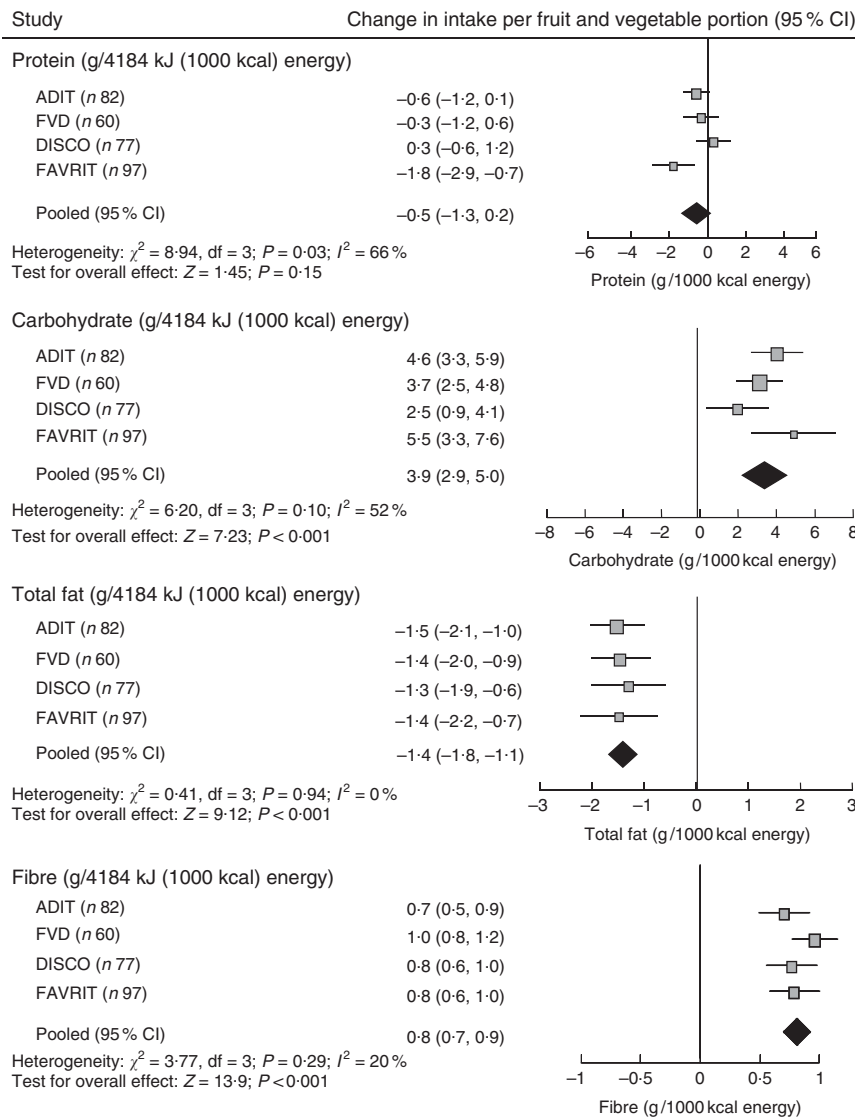 Study Change in intake per fruit and vegetable portion (95 % CI)
Protein (g/4184 kJ (1000 kcal) energy)
ADIT (n 82) –0·6 (–1·2, 0·1)
FVD (n 60) –0·3 (–1·2, 0·6)
DISCO (n 77) 0·3 (–0·6, 1·2)
FAVRIT (n 97) –1·8 (–2·9, –0·7)
Pooled (95 % CI) –0·5 (–1·3, 0·2)
Heterogeneity: χ² = 8·94, df = 3; P = 0·03; I² = 66 %
Test for overall effect: Z = 1·45; P = 0·15
–6 –4 –2 0 2 4 6
Protein (g/1000 kcal energy)
Carbohydrate (g/4184 kJ (1000 kcal) energy)
ADIT (n 82) 4·6 (3·3, 5·9)
FVD (n 60) 3·7 (2·5, 4·8)
DISCO (n 77) 2·5 (0·9, 4·1)
FAVRIT (n 97) 5·5 (3·3, 7·6)
Pooled (95 % CI) 3·9 (2·9, 5·0)
Heterogeneity: χ² = 6·20, df = 3; P = 0·10; I² = 52 %
Test for overall effect: Z = 7·23; P < 0·001
–8 –6 –4 –2 0 2 4 6 8
Carbohydrate (g/1000 kcal energy)
Total fat (g/4184 kJ (1000 kcal) energy)
ADIT (n 82) –1·5 (–2·1, –1·0)
FVD (n 60) –1·4 (–2·0, –0·9)
DISCO (n 77) –1·3 (–1·9, –0·6)
FAVRIT (n 97) –1·4 (–2·2, –0·7)
Pooled (95 % CI) –1·4 (–1·8, –1·1)
Heterogeneity: χ² = 0·41, df = 3; P = 0·94; I² = 0 %
Test for overall effect: Z = 9·12; P < 0·001
–3 –2 –1 0 1 2 3
Total fat (g/1000 kcal energy)
Fibre (g/4184 kJ (1000 kcal) energy)
ADIT (n 82) 0·7 (0·5, 0·9)
FVD (n 60) 1·0 (0·8, 1·2)
DISCO (n 77) 0·8 (0·6, 1·0)
FAVRIT (n 97) 0·8 (0·6, 1·0)
Pooled (95 % CI) 0·8 (0·7, 0·9)
Heterogeneity: χ² = 3·77, df = 3; P = 0·29; I² = 20 %
Test for overall effect: Z = 13·9; P <0·001
–1 –0·5 0 0·5 1
Fibre (g/1000 kcal energy)